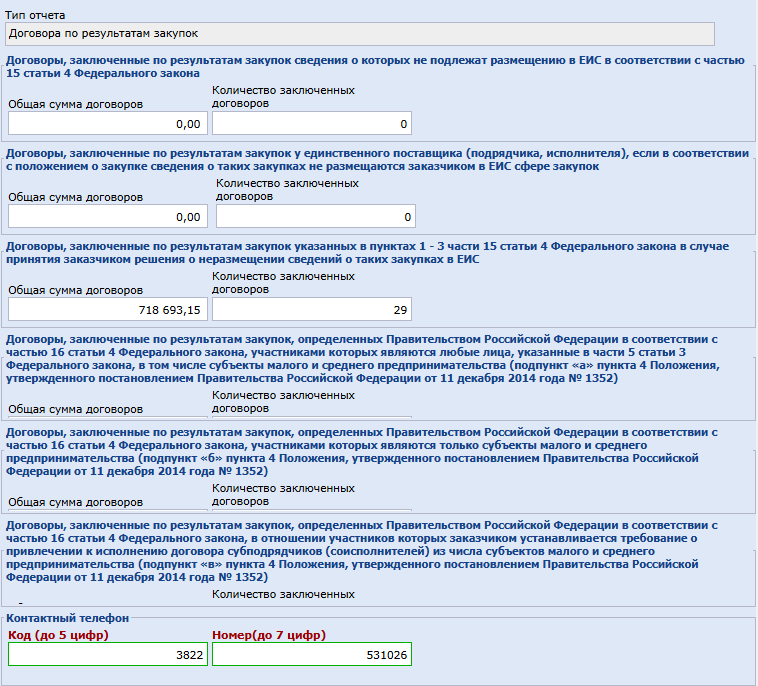 Тип отчета
Договора по результатам закупок
Договоры, заключенные по результатам закупок сведения о которых не подлежат размещению в ЕИС в соответствии с частью
15 статьи 4 Федерального закона
Количество заключенных
Общая сумма договоров договоров
0,00 0
Договоры, заключенные по результатам закупок у единственного поставщика (подрядчика, исполнителя), если в соответствии
с положением о закупке сведения о таких закупках не размещаются заказчиком в ЕИС сфере закупок
Количество заключенных
Общая сумма договоров договоров
0,00 0
Договоры, заключенные по результатам закупок указанных в пунктах 1 - 3 части 15 статьи 4 Федерального закона в случае
принятия заказчиком решения о неразмещении сведений о таких закупках в ЕИС
Количество заключенных
Общая сумма договоров договоров
718 693,15 29
Договоры, заключенные по результатам закупок, определенных Правительством Российской Федерации в соответствии с
частью 16 статьи 4 Федерального закона, участниками которых являются любые лица, указанные в части 5 статьи 3
Федерального закона, в том числе субъекты малого и среднего предпринимательства (подпункт «а» пункта 4 Положения,
утвержденного постановлением Правительства Российской Федерации от 11 декабря 2014 года № 1352)
Количество заключенных
Общая сумма договоров договоров
Договоры, заключенные по результатам закупок, определенных Правительством Российской Федерации в соответствии с
частью 16 статьи 4 Федерального закона, участниками которых являются только субъекты малого и среднего
предпринимательства (подпункт «б» пункта 4 Положения, утвержденного постановлением Правительства Российской
Федерации от 11 декабря 2014 года № 1352)
Количество заключенных
Общая сумма договоров договоров
Договоры, заключенные по результатам закупок, определенных Правительством Российской Федерации в соответствии с
частью 16 статьи 4 Федерального закона, в отношении участников которых заказчиком устанавливается требование о
привлечении к исполнению договора субподрядчиков (соисполнителей) из числа субъектов малого и среднего
предпринимательства (подпункт «в» пункта 4 Положения, утвержденного постановлением Правительства Российской
Федерации от 11 декабря 2014 года № 1352)
Количество заключенных
Контактный телефон
Код (до 5 цифр) Номер(до 7 цифр)
3822 531026